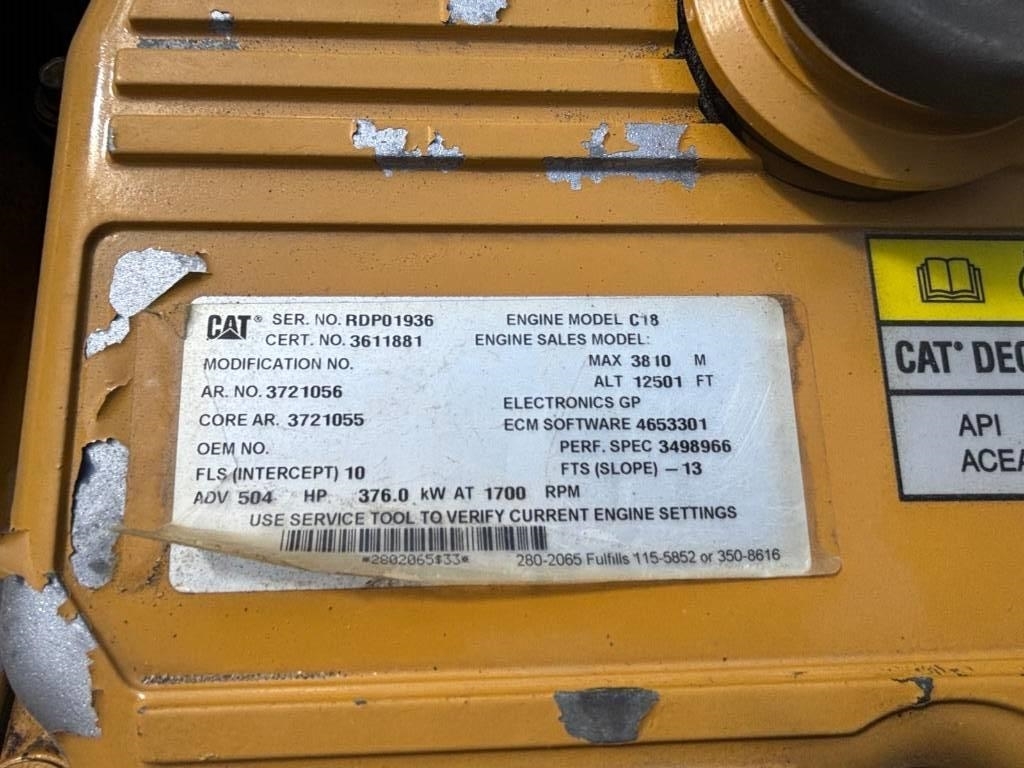 CAT® SER. NO. RDP01936 ENGINE MODEL C18
CERT. NO. 3611881 ENGINE SALES MODEL:
MODIFICATION NO. MAX 3810 M
ALT 12501 FT
AR. NO. 3721056 ELECTRONICS GP
CORE AR. 3721055 ECM SOFTWARE 4653301
OEM NO. PERF. SPEC 3498966
FLS (INTERCEPT) 10 FTS (SLOPE) -13
ADV 504 HP 376.0 kW AT 1700 RPM
USE SERVICE TOOL TO VERIFY CURRENT ENGINE SETTINGS
*2802065$33* 280-2065 Fulfills 115-5852 or 350-8616
CAT® DEO
API
ACEA